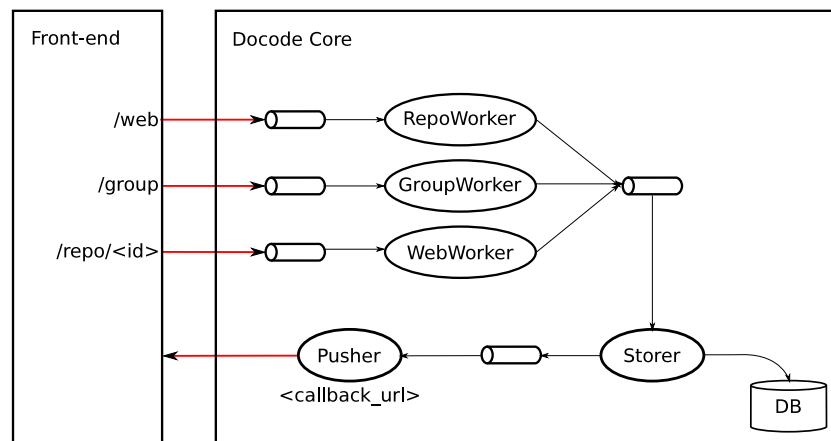 Front-end
Docode Core
/web
RepoWorker
/group
GroupWorker
/repo/<id>
WebWorker
Pusher
Storer
<callback_url>
DB